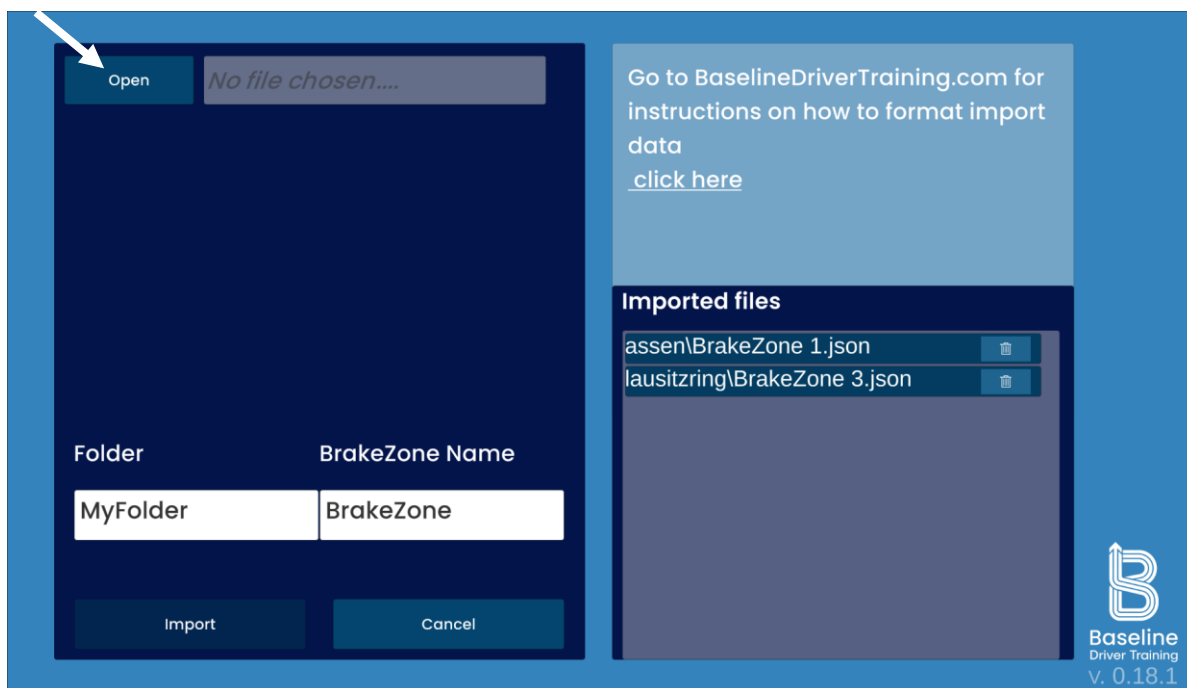 Open
No file chosen....
Folder
BrakeZone Name
MyFolder
BrakeZone
Import
Cancel
Go to BaselineDriverTraining.com for
instructions on how to format import
data
click here
Imported files
assen\BrakeZone 1.json
lausitzring\BrakeZone 3.json
Baseline
Driver Training
v. 0.18.1